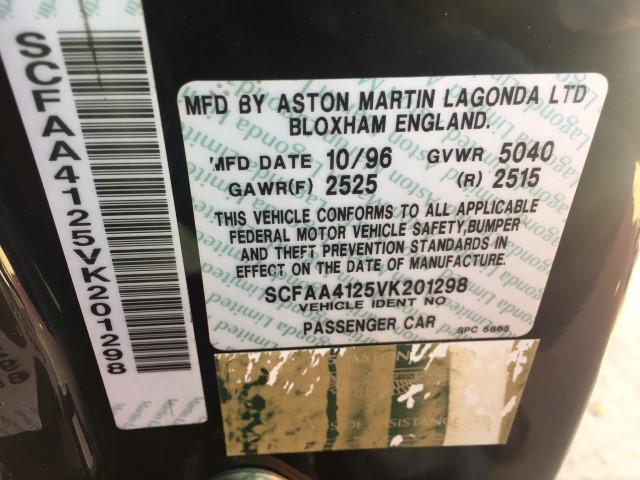 SCFAA4125VK201298
MFD BY ASTON MARTIN LAGONDA LTD
BLOXHAM ENGLAND.
MFD DATE 10/96 GVWR 5040
GAWR(F) 2525 (R) 2515
THIS VEHICLE CONFORMS TO ALL APPLICABLE
FEDERAL MOTOR VEHICLE SAFETY,BUMPER
AND THEFT PREVENTION STANDARDS IN
EFFECT ON THE DATE OF MANUFACTURE.
SCFAA4125VK201298
VEHICLE IDENT NO
PASSENGER CAR